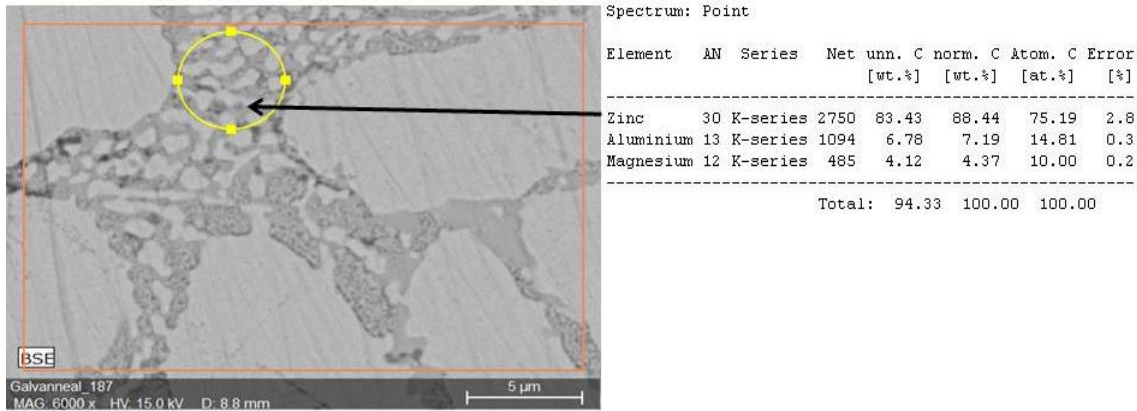 Spectrum: Point
Element AN Series Net unn. C norm. C Atom. C Error
[wt.%] [wt.%] [at.%] [%]
Zinc 30 K-series 2750 83.43 88.44 75.19 2.8
Aluminium 13 K-series 1094 6.78 7.19 14.81 0.3
Magnesium 12 K-series 485 4.12 4.37 10.00 0.2
Total: 94.33 100.00 100.00
BSE
Galvanneal_187
MAG: 6000 x HV: 15.0 kV D: 8.8 mm
5 µm